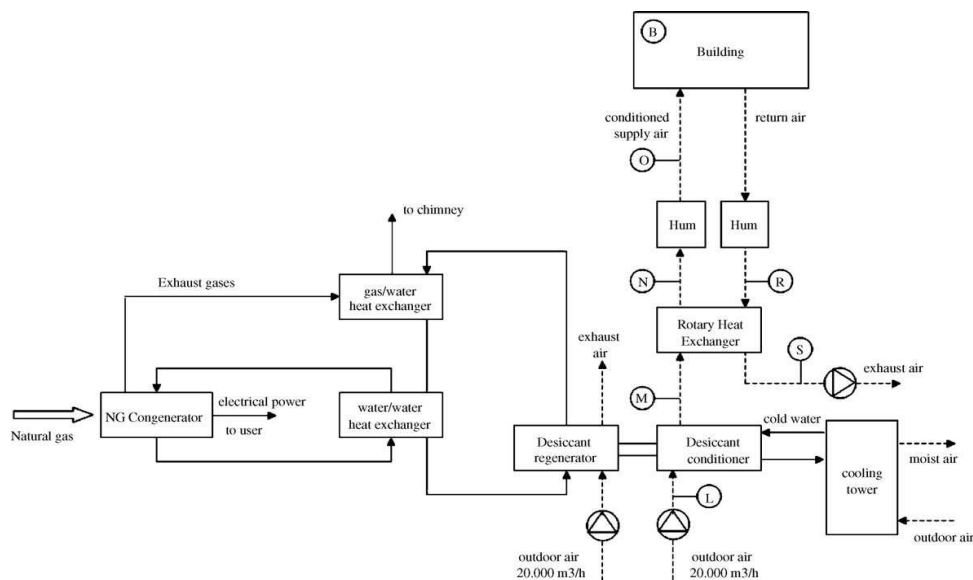 B
Building
conditioned
supply air
return air
O
Hum
Hum
to chimney
N
R
Exhaust gases
gas/water
heat exchanger
Rotary Heat
Exchanger
exhaust
air
S
exhaust air
M
electrical power
to user
NG Congenerator
water/water
heat exchanger
Natural gas
cold water
Desiccant
regenerator
Desiccant
conditioner
moist air
cooling
tower
L
outdoor air
outdoor air
20.000 m3/h
outdoor air
20.000 m3/h